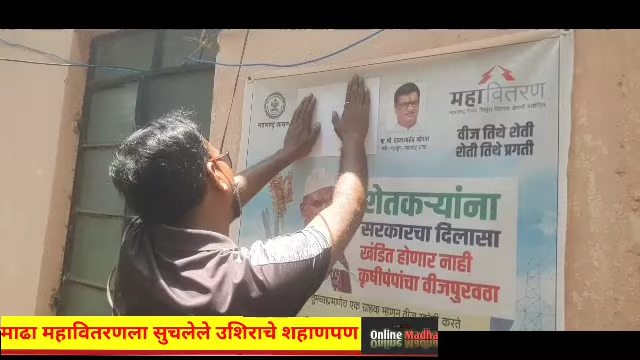 महावितरण
वीज तिथे शेती
शेती तिथे प्रगती
शेतकऱ्यांना
सरकारचा दिलासा
खंडित होणार नाही
कृषीपंपांचा वीजपुरवठा
माढा महावितरणला सुचलेले उशिराचे शहाणपण
Online Madha